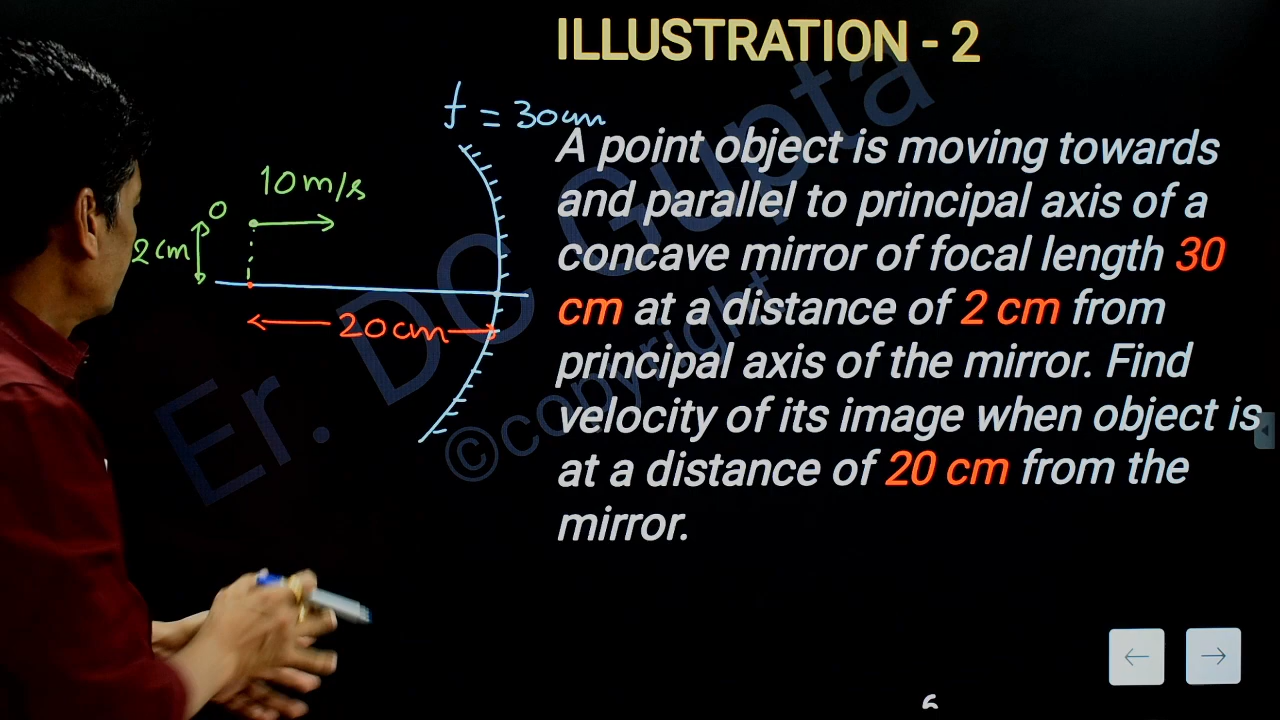 ILLUSTRATION - 2
f = 30cm
A point object is moving towards
and parallel to principal axis of a
concave mirror of focal length 30
cm at a distance of 2 cm from
principal axis of the mirror. Find
velocity of its image when object is
at a distance of 20 cm from the
mirror.
10m/s
O
2cm
20cm
Er. DC Gupta
©copyright